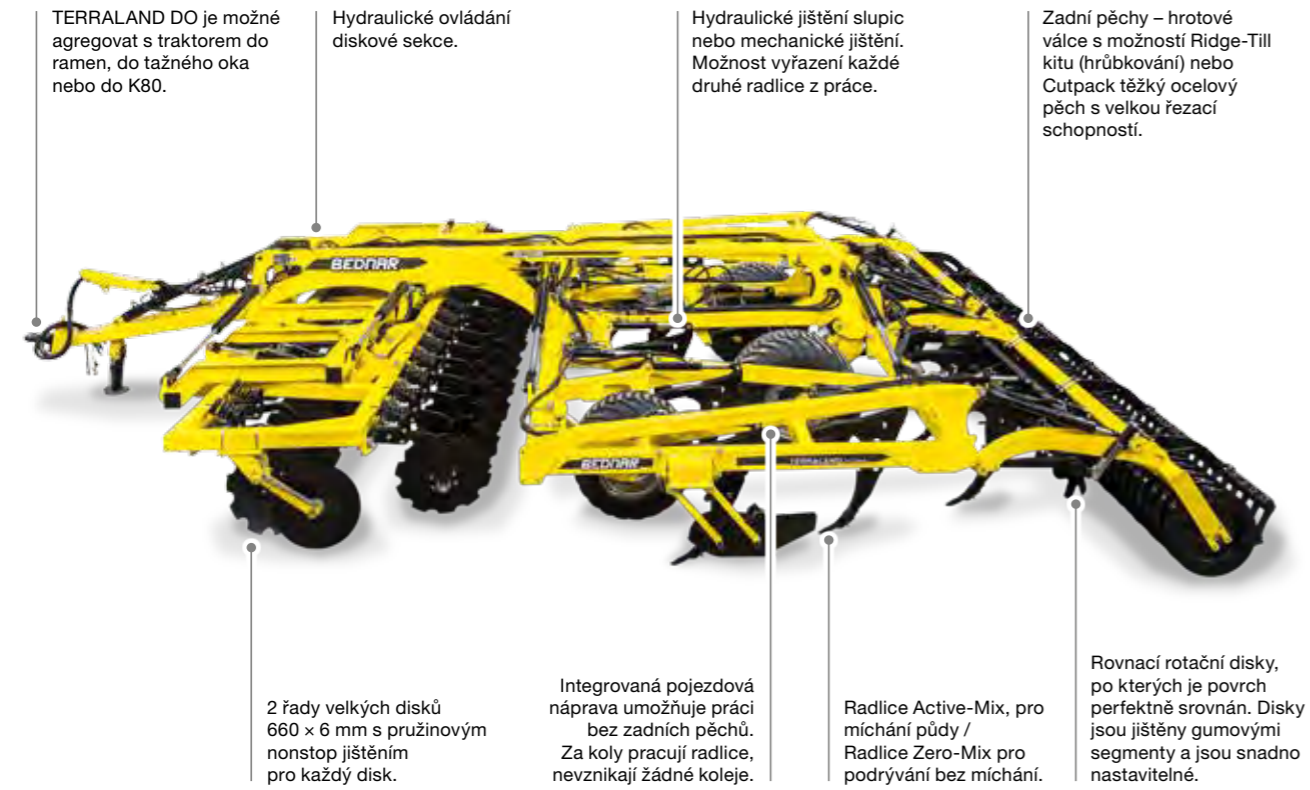 TERRALAND DO je možné
agregovat s traktorem do
ramen, do tažného oka
nebo do K80.
Hydraulické ovládání
diskové sekce.
Hydraulické jištění slupic
nebo mechanické jištění.
Možnost vyřazení každé
druhé radlice z práce.
Zadní pěchy – hrotové
válce s možností Ridge-Till
kitu (hrůbkování) nebo
Cutpack těžký ocelový
pěch s velkou řezací
schopností.
BEDNAR
BEDNAR
TERRALAND
2 řady velkých disků
660 × 6 mm s pružinovým
nonstop jištěním
pro každý disk.
Integrovaná pojezdová
náprava umožňuje práci
bez zadních pěchů.
Za koly pracují radlice,
nevznikají žádné koleje.
Radlice Active-Mix, pro
míchání půdy /
Radlice Zero-Mix pro
podrývání bez míchání.
Rovnací rotační disky,
po kterých je povrch
perfektně srovnán. Disky
jsou jištěny gumovými
segmenty a jsou snadno
nastavitelné.